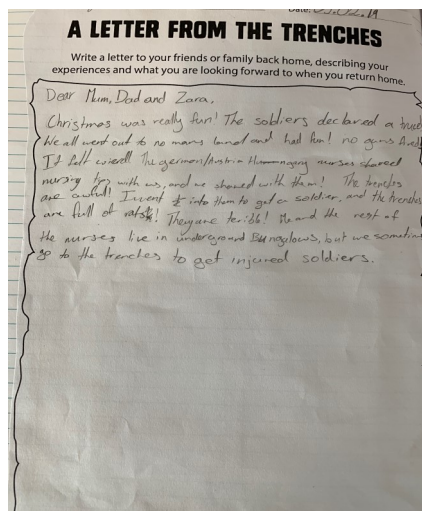 Date:
A LETTER FROM THE TRENCHES
Write a letter to your friends or family back home, describing your
experiences and what you are looking forward to when you return home.
Dear Mum, Dad and Zara,
Christmas was really fun! The soldiers declared a truce
We all went out to no mans land and had fun! no guns fired
It felt wierd! The german/Austria nurses shared
nursing tips with us, and we shared with them! The trenches
are awful! I went into them to get a soldier, and the trenches
are full of rats! They are terible! Me and the rest of
the nurses live in underground Bungalows, but we sometim
go to the trenches to get injured soldiers.